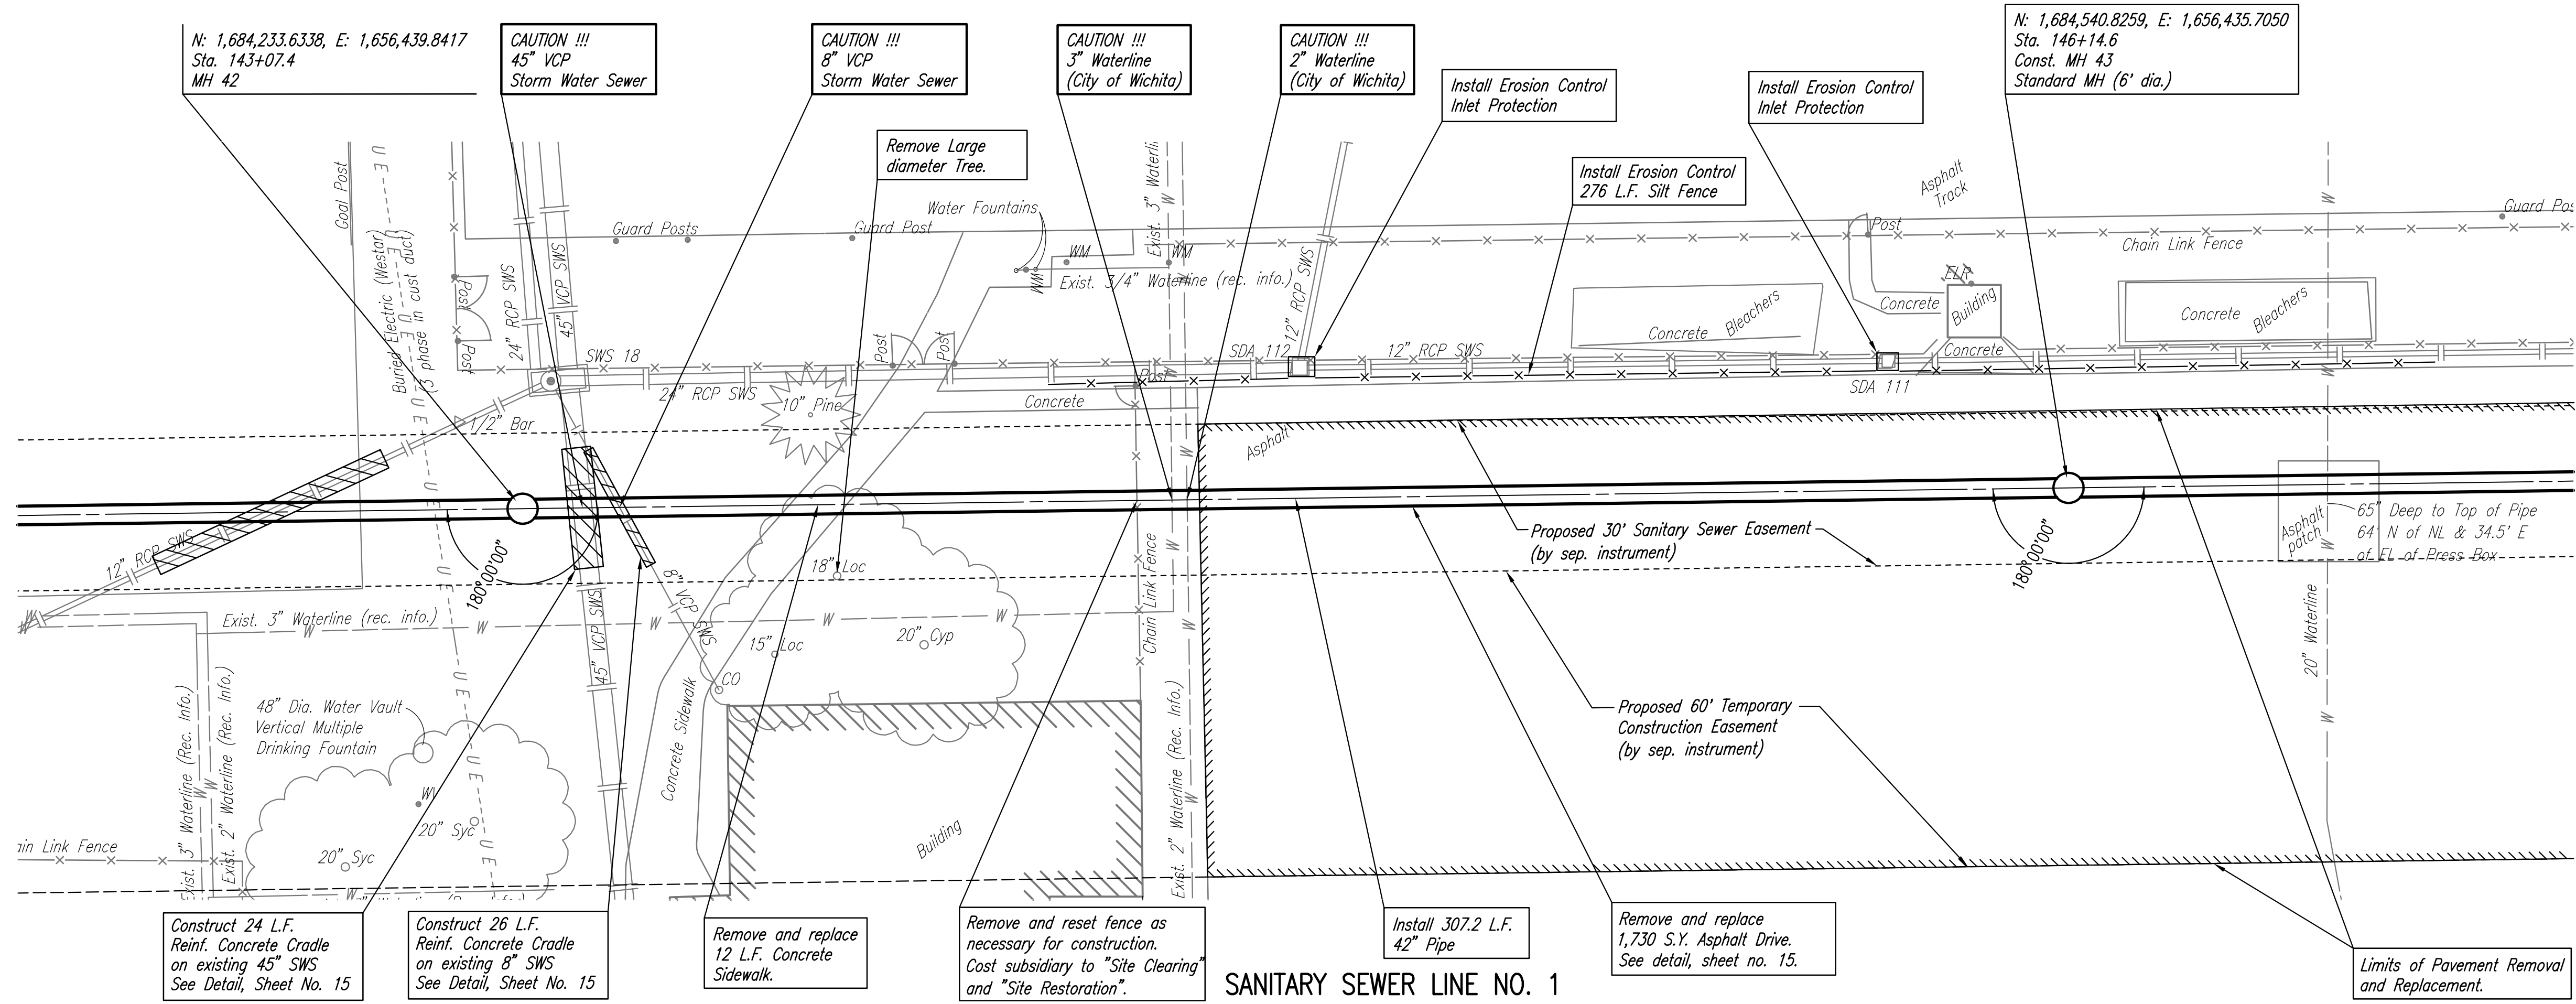 N: 1,684,233.6338, E: 1,656,439.8417
Sta. 143+07.4
MH 42
CAUTION !!!
45" VCP
Storm Water Sewer
CAUTION !!!
8" VCP
Storm Water Sewer
CAUTION !!!
3" Waterline
(City of Wichita)
CAUTION !!!
2" Waterline
(City of Wichita)
N: 1,684,540.8259, E: 1,656,435.7050
Sta. 146+14.6
Const. MH 43
Standard MH (6' dia.)
Install Erosion Control
Inlet Protection
Install Erosion Control
Inlet Protection
Remove Large
diameter Tree.
Install Erosion Control
276 L.F. Silt Fence
Goal Post
Buried Electric (Westar)
(3 phase in cust duct)
U E U E U E U E
Post
Post
24" RCP SWS
45" VCP SWS
45"
Guard Posts
Guard Post
Water Fountains
WM
WM
WM
Exist. 3" Waterli
Exist. 3/4" Waterline (rec. info.)
12" RCP SWS
Asphalt
Track
Post
Guard Pos
Chain Link Fence
ELR
Concrete
Building
Concrete
Concrete
Bleachers
Concrete
Bleachers
SWS 18
24" RCP SWS
Post
Post
10" Pine
Post
Concrete
SDA 112
12" RCP SWS
SDA 111
1/2" Bar
Asphalt
12" RCP SWS
180°00'00"
18" Loc
8" VCP SWS
45" VCP SWS
Exist. 3" Waterline (rec. info.)
15" Loc
20" Cyp
CO
Chain Link Fence
Proposed 30' Sanitary Sewer Easement
(by sep. instrument)
180°00'00"
Asphalt
patch
65" Deep to Top of Pipe
64' N of NL & 34.5' E
of EL of Press Box
20" Waterline
Proposed 60' Temporary
Construction Easement
(by sep. instrument)
48" Dia. Water Vault
Vertical Multiple
Drinking Fountain
WV
20" Syc
20" Syc
Concrete Sidewalk
Building
Exist. 3" Waterline (Rec. Info.)
Exist. 2" Waterline (Rec. Info.)
Exist. 2" Waterline (Rec. Info.)
ain Link Fence
Construct 24 L.F.
Reinf. Concrete Cradle
on existing 45" SWS
See Detail, Sheet No. 15
Construct 26 L.F.
Reinf. Concrete Cradle
on existing 8" SWS
See Detail, Sheet No. 15
Remove and replace
12 L.F. Concrete
Sidewalk.
Remove and reset fence as
necessary for construction.
Cost subsidiary to "Site Clearing"
and "Site Restoration".
Install 307.2 L.F.
42" Pipe
Remove and replace
1,730 S.Y. Asphalt Drive.
See detail, sheet no. 15.
Limits of Pavement Removal
and Replacement.
SANITARY SEWER LINE NO. 1